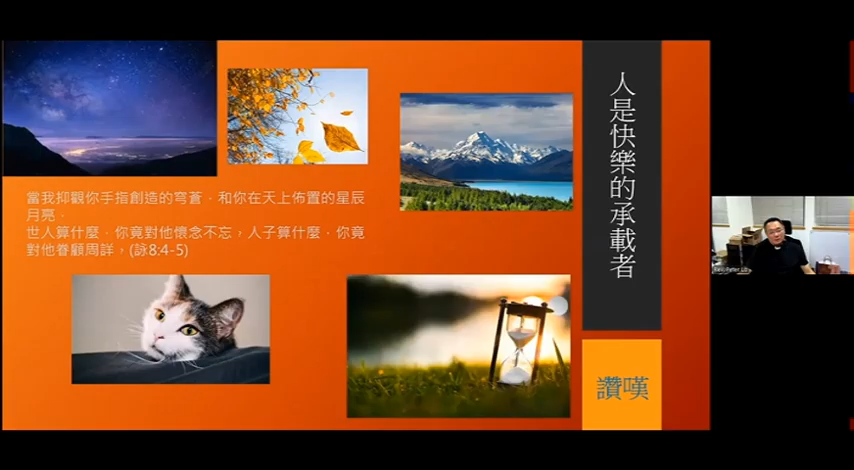 當我抑觀你手指創造的穹蒼．和你在天上佈置的星辰
月亮．
世人算什麼．你竟對他懷念不忘，人子算什麼．你竟
對他眷顧周詳，(詠8:4-5)
人是快樂的承載者
讚嘆